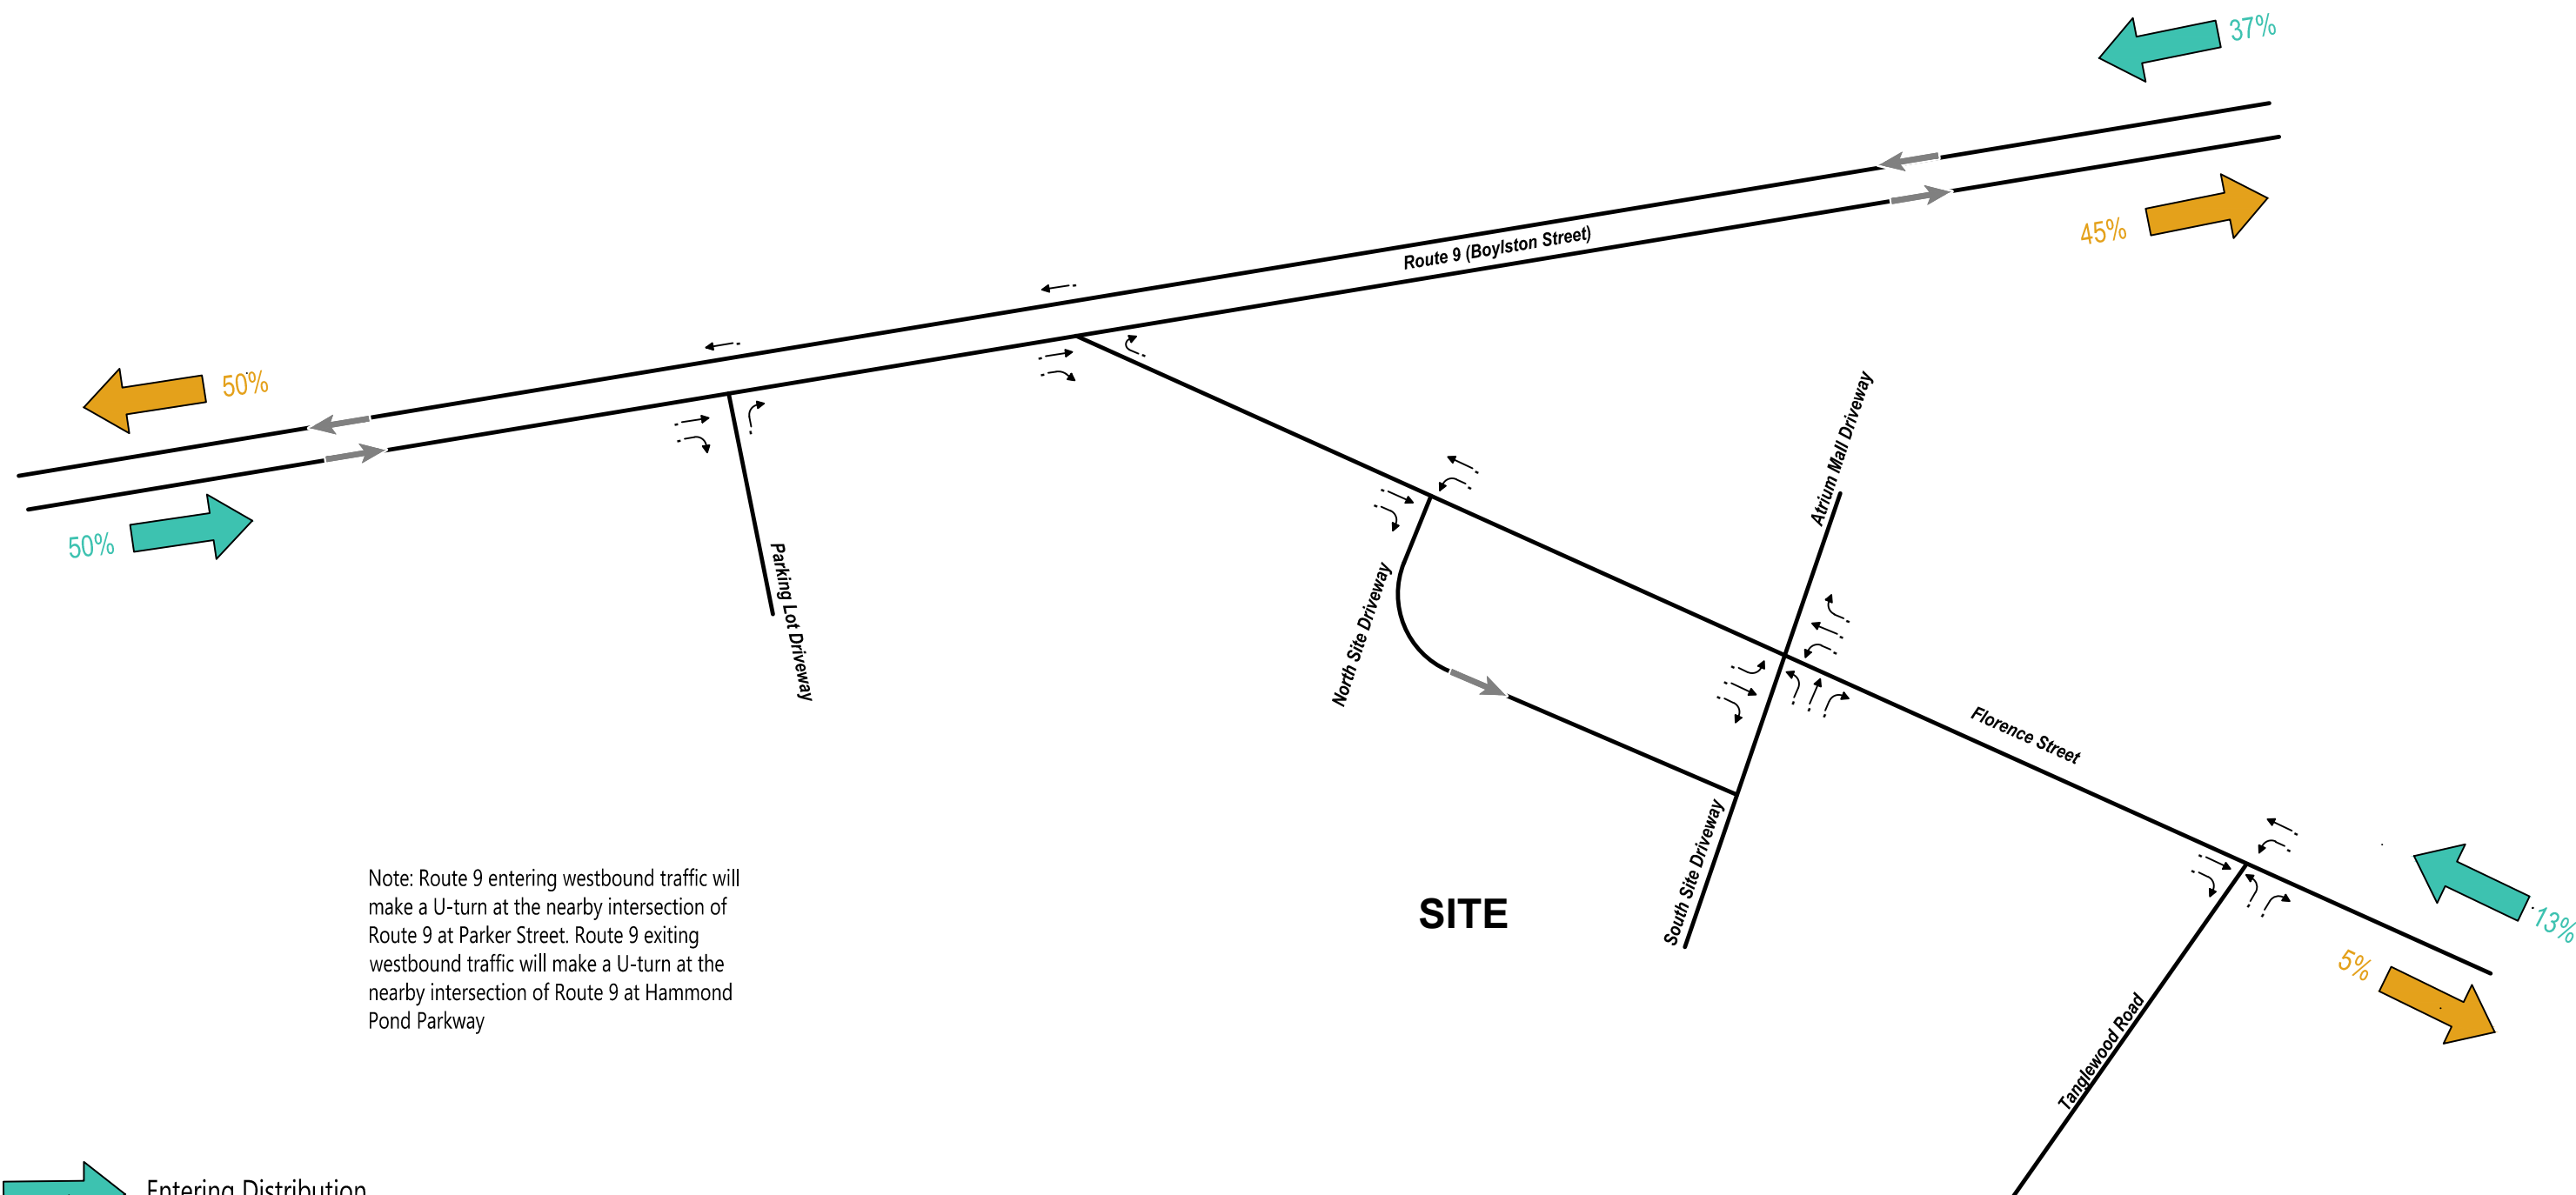 37%
Route 9 (Boylston Street)
45%
50%
50%
Atrium Mall Driveway
Parking Lot Driveway
North Site Driveway
Florence Street
South Site Driveway
SITE
13%
5%
Tanglewood Road
Note: Route 9 entering westbound traffic will
make a U-turn at the nearby intersection of
Route 9 at Parker Street. Route 9 exiting
westbound traffic will make a U-turn at the
nearby intersection of Route 9 at Hammond
Pond Parkway
Entering Distribution